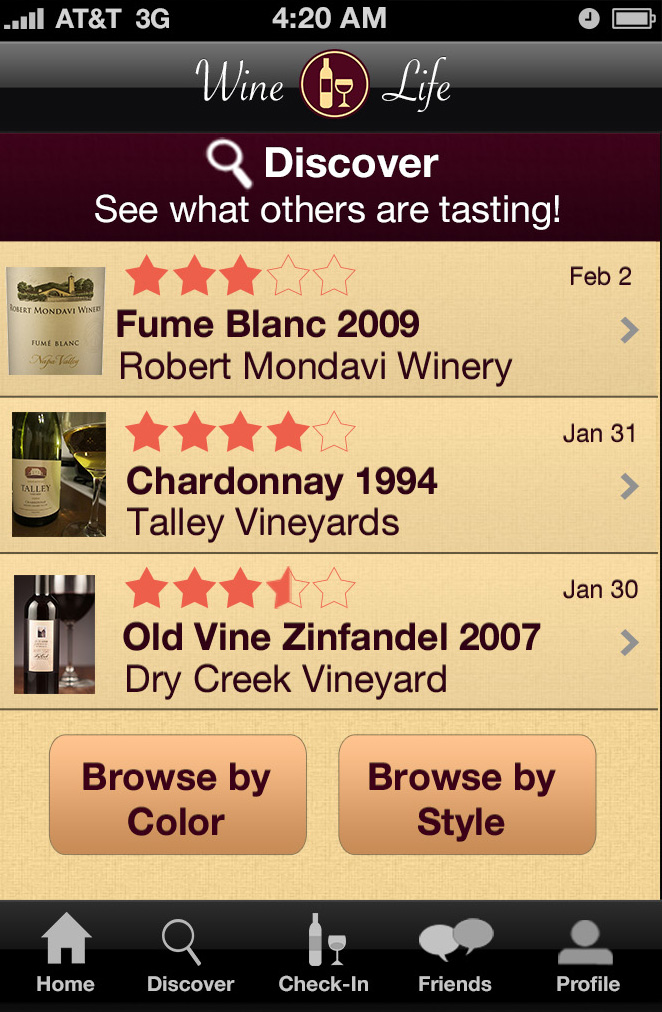 AT&T 3G 4:20 AM
Wine Life
Discover
See what others are tasting!
Feb 2
ROBERT MONDAVI WINERY
FUMÉ BLANC
Napa Valley
Fume Blanc 2009
Robert Mondavi Winery
Jan 31
TALLEY
Chardonnay 1994
Talley Vineyards
Jan 30
Old Vine Zinfandel 2007
Dry Creek Vineyard
Browse by
Color
Browse by
Style
Home Discover Check-In Friends Profile